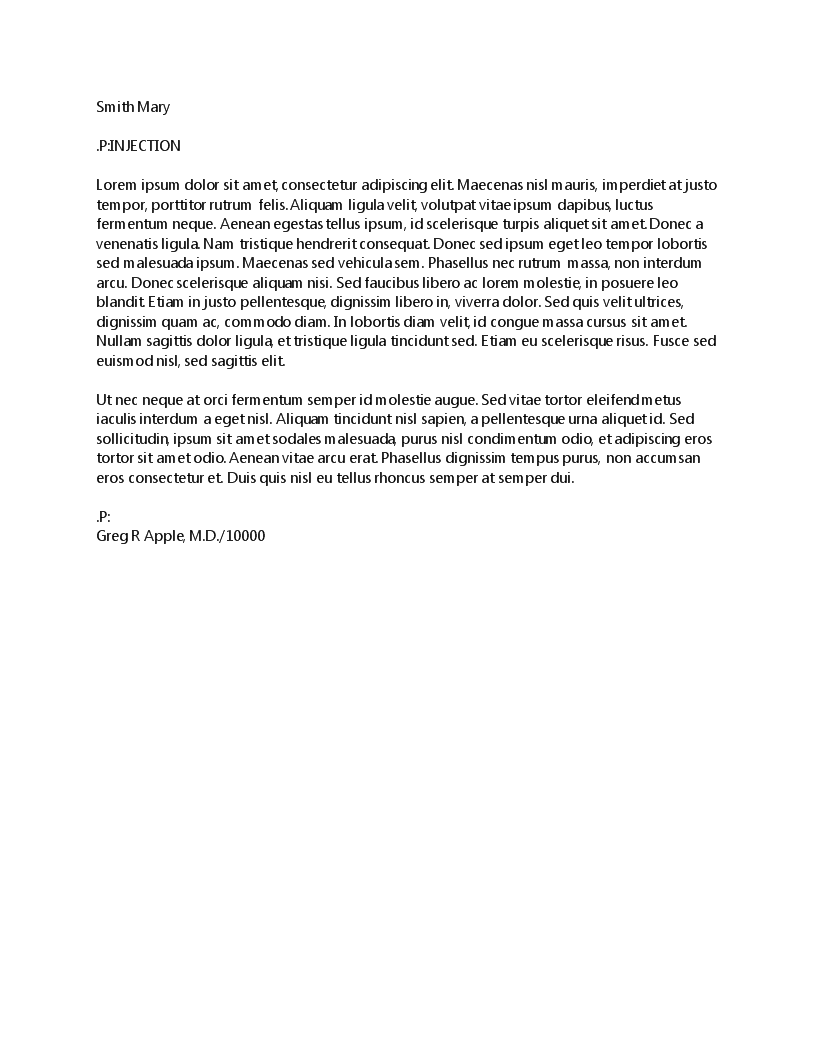 Smith Mary
.P:INJECTION
Lorem ipsum dolor sit amet, consectetur adipiscing elit. Maecenas nisl mauris, imperdiet at justo
tempor, porttitor rutrum felis. Aliquam ligula velit, volutpat vitae ipsum dapibus, luctus
fermentum neque. Aenean egestas tellus ipsum, id scelerisque turpis aliquet sit amet. Donec a
venenatis ligula. Nam tristique hendrerit consequat. Donec sed ipsum eget leo tempor lobortis
sed malesuada ipsum. Maecenas sed vehicula sem. Phasellus nec rutrum massa, non interdum
arcu. Donec scelerisque aliquam nisi. Sed faucibus libero ac lorem molestie, in posuere leo
blandit. Etiam in justo pellentesque, dignissim libero in, viverra dolor. Sed quis velit ultrices,
dignissim quam ac, commodo diam. In lobortis diam velit, id congue massa cursus sit amet.
Nullam sagittis dolor ligula, et tristique ligula tincidunt sed. Etiam eu scelerisque risus. Fusce sed
euismod nisl, sed sagittis elit.
Ut nec neque at orci fermentum semper id molestie augue. Sed vitae tortor eleifend metus
iaculis interdum a eget nisl. Aliquam tincidunt nisl sapien, a pellentesque urna aliquet id. Sed
sollicitudin, ipsum sit amet sodales malesuada, purus nisl condimentum odio, et adipiscing eros
tortor sit amet odio. Aenean vitae arcu erat. Phasellus dignissim tempus purus, non accumsan
eros consectetur et. Duis quis nisl eu tellus rhoncus semper at semper dui.
.P:
Greg R Apple, M.D./10000